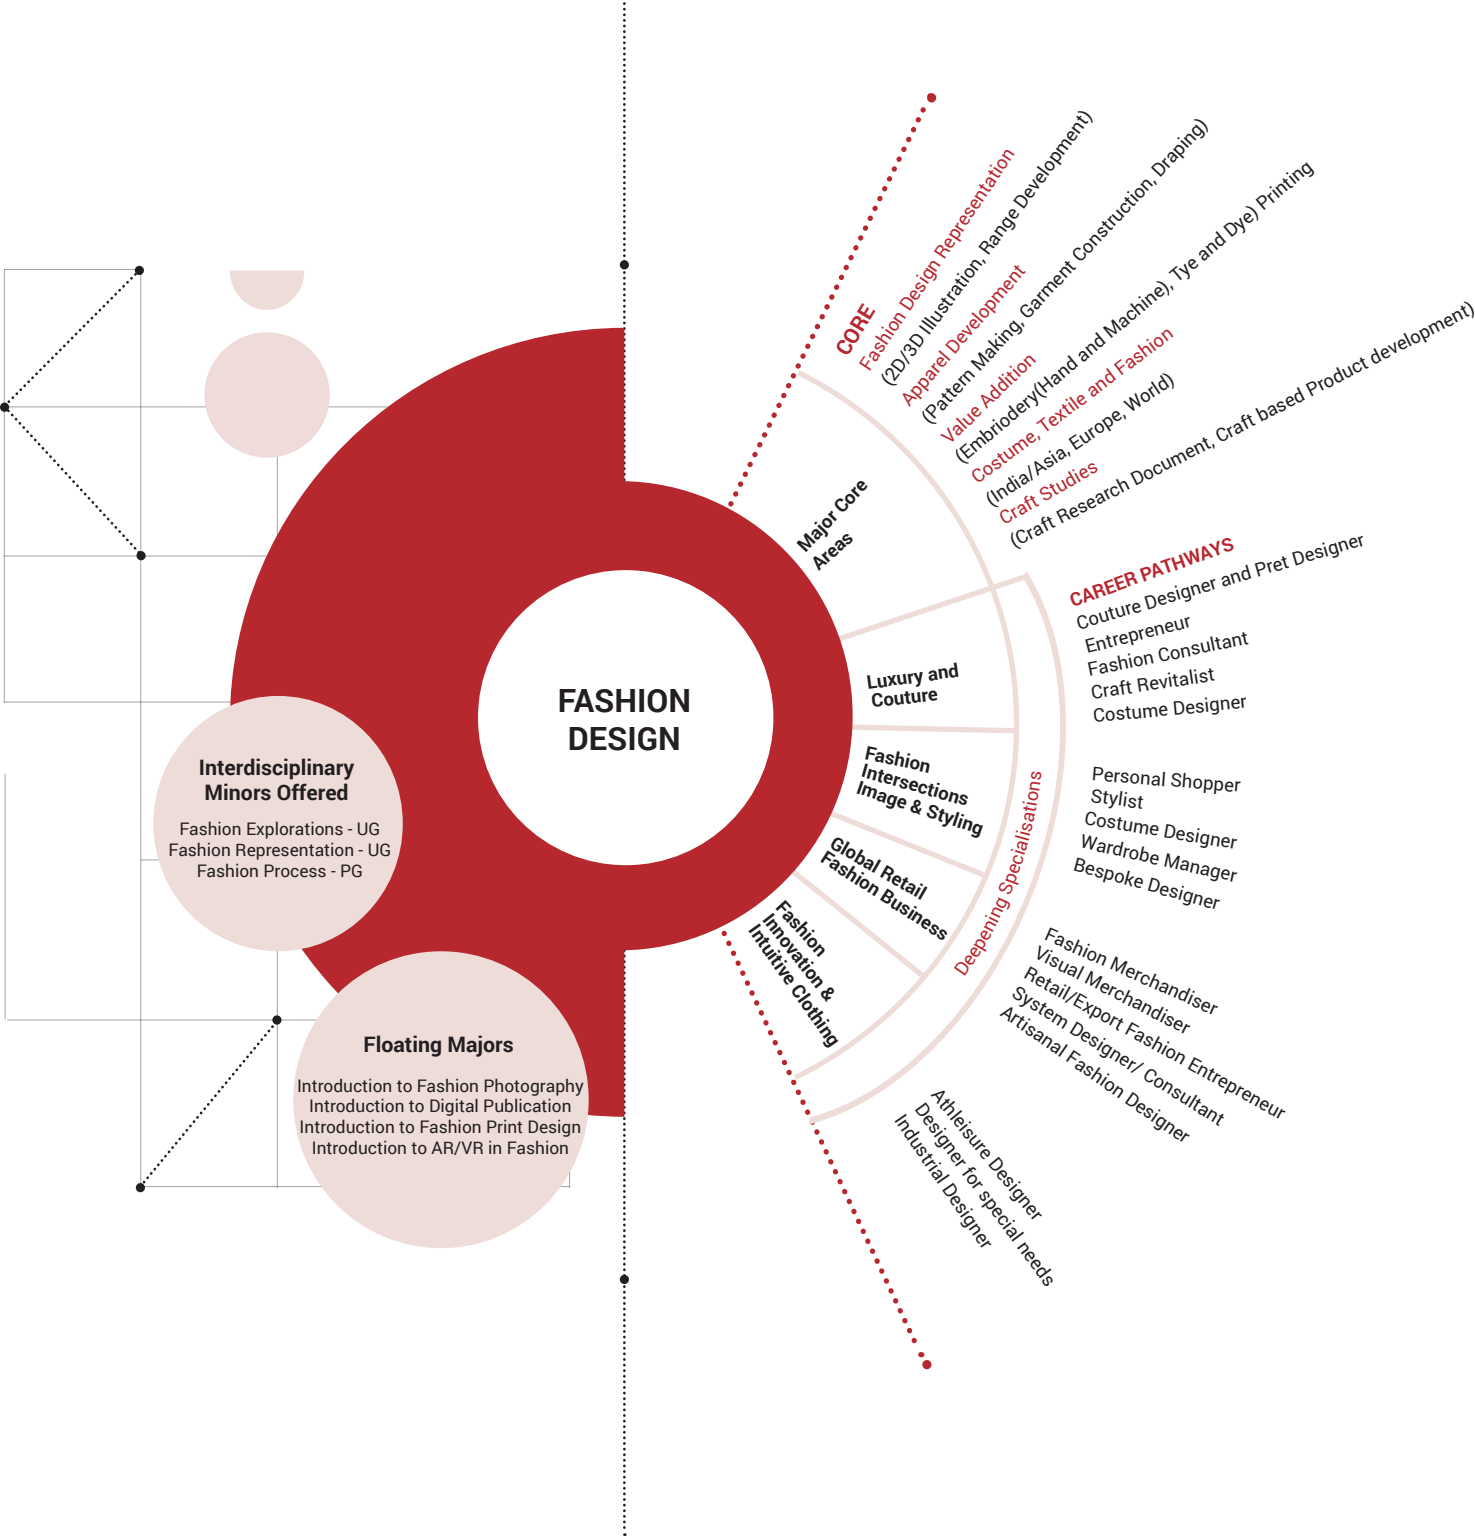 FASHION
DESIGN
Interdisciplinary
Minors Offered
Fashion Explorations - UG
Fashion Representation - UG
Fashion Process - PG
Floating Majors
Introduction to Fashion Photography
Introduction to Digital Publication
Introduction to Fashion Print Design
Introduction to AR/VR in Fashion
Major Core
Areas
CORE
Fashion Design Representation
(2D/3D Illustration, Range Development)
Apparel Development
(Pattern Making, Garment Construction, Draping)
Value Addition
(Embriodery(Hand and Machine), Tye and Dye) Printing
Costume, Textile and Fashion
(India/Asia, Europe, World)
Craft Studies
(Craft Research Document, Craft based Product development)
Deepening Specialisations
CAREER PATHWAYS
Luxury and
Couture
Couture Designer and Pret Designer
Entrepreneur
Fashion Consultant
Craft Revitalist
Costume Designer
Fashion
Intersections
Image & Styling
Personal Shopper
Stylist
Costume Designer
Wardrobe Manager
Bespoke Designer
Global Retail
Fashion Business
Fashion Merchandiser
Visual Merchandiser
Retail/Export Fashion Entrepreneur
System Designer/ Consultant
Artisanal Fashion Designer
Fashion
Innovation &
Intuitive Clothing
Athleisure Designer
Designer for special needs
Industrial Designer